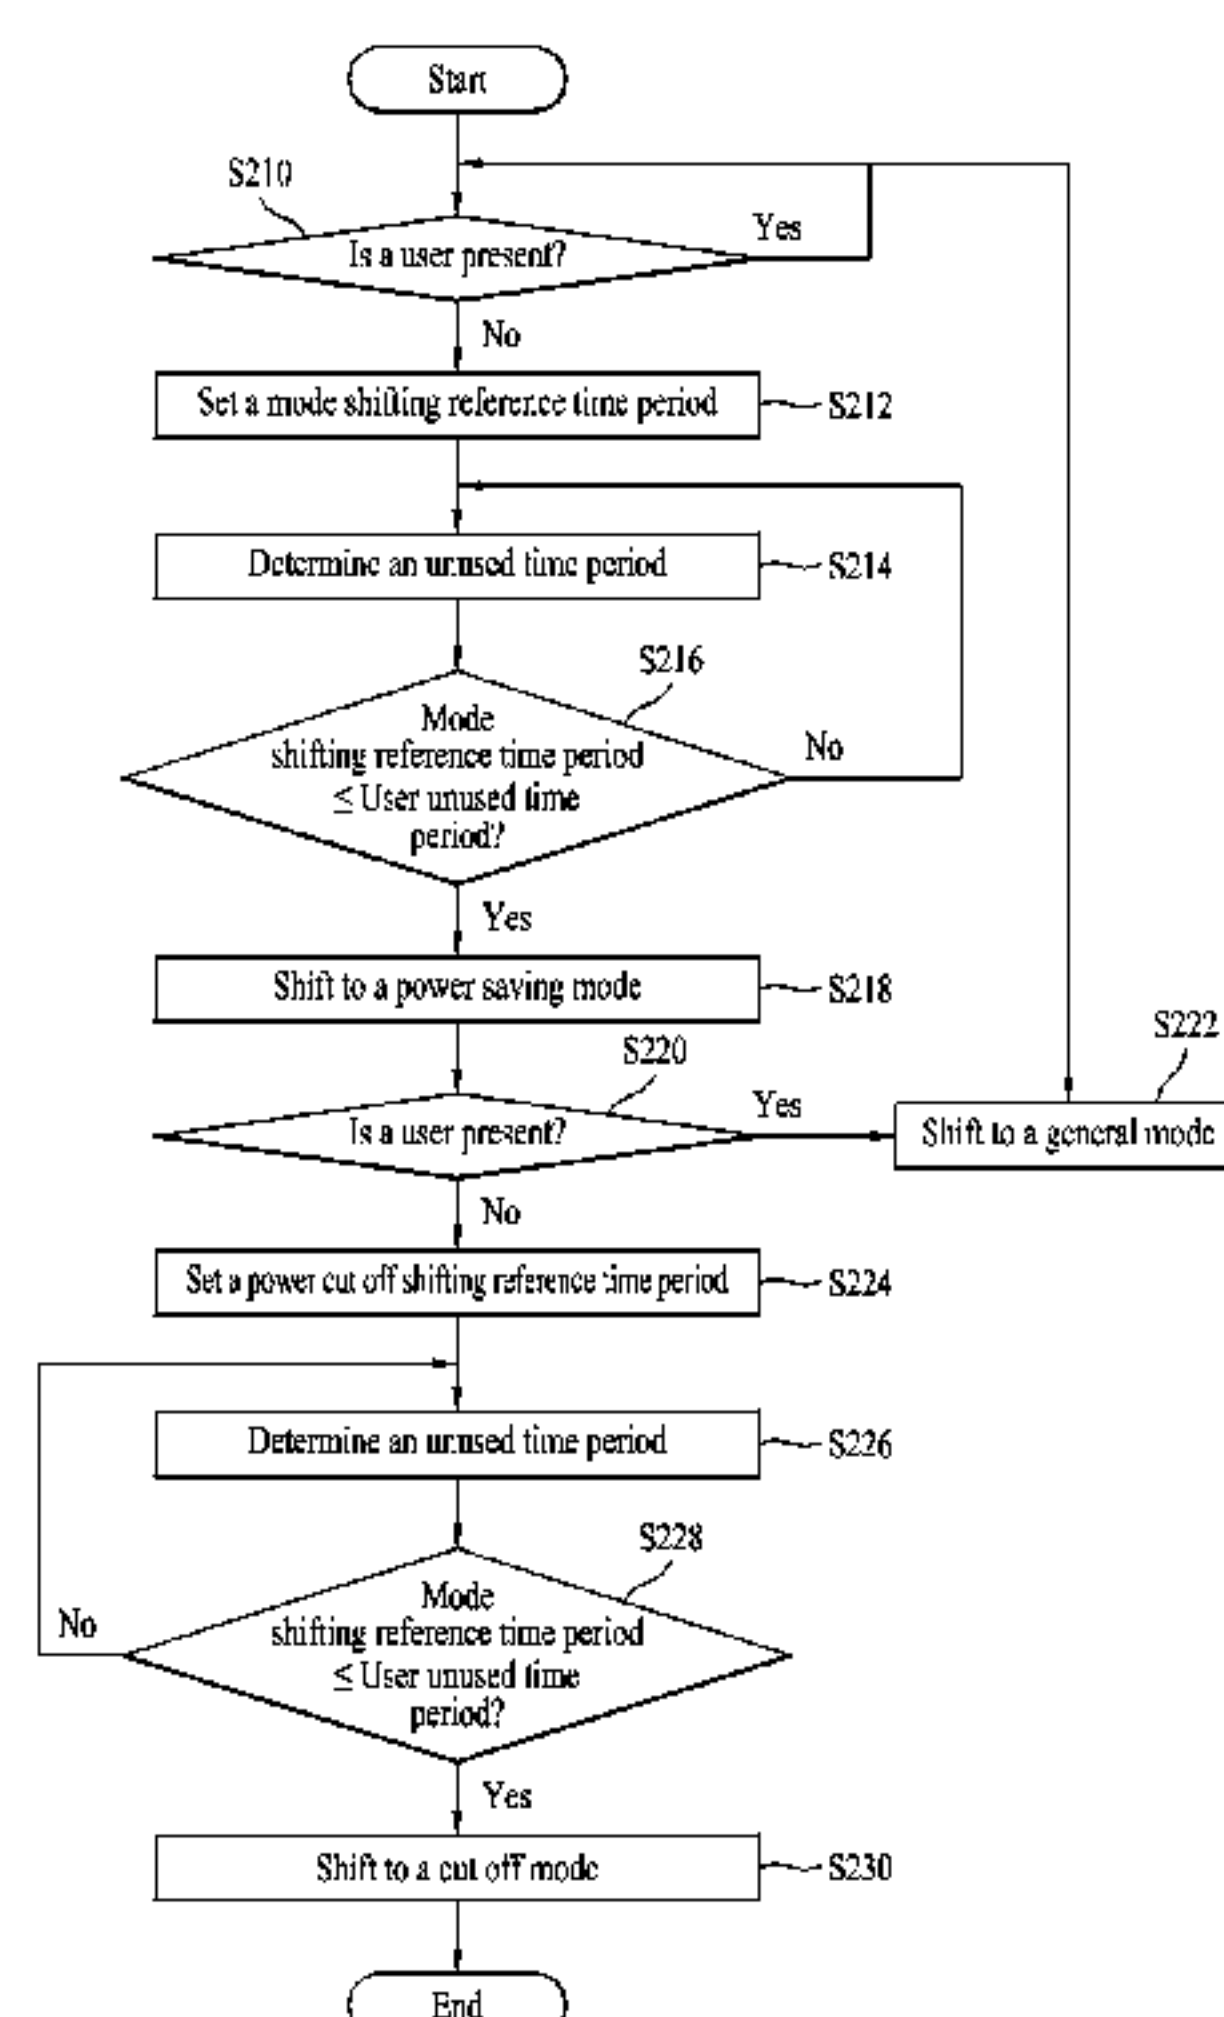 Start
S210
Is a user present?
Yes
No
Set a mode shifting reference time period
S212
Determine an unused time period
S214
S216
Mode
shifting reference time period
≤ User unused time
period?
No
Yes
Shift to a power saving mode
S218
S220
Is a user present?
Yes
S222
Shift to a general mode
No
Set a power cut off shifting reference time period
S224
Determine an unused time period
S226
S228
Mode
shifting reference time period
≤ User unused time
period?
No
Yes
Shift to a cut off mode
S230
End